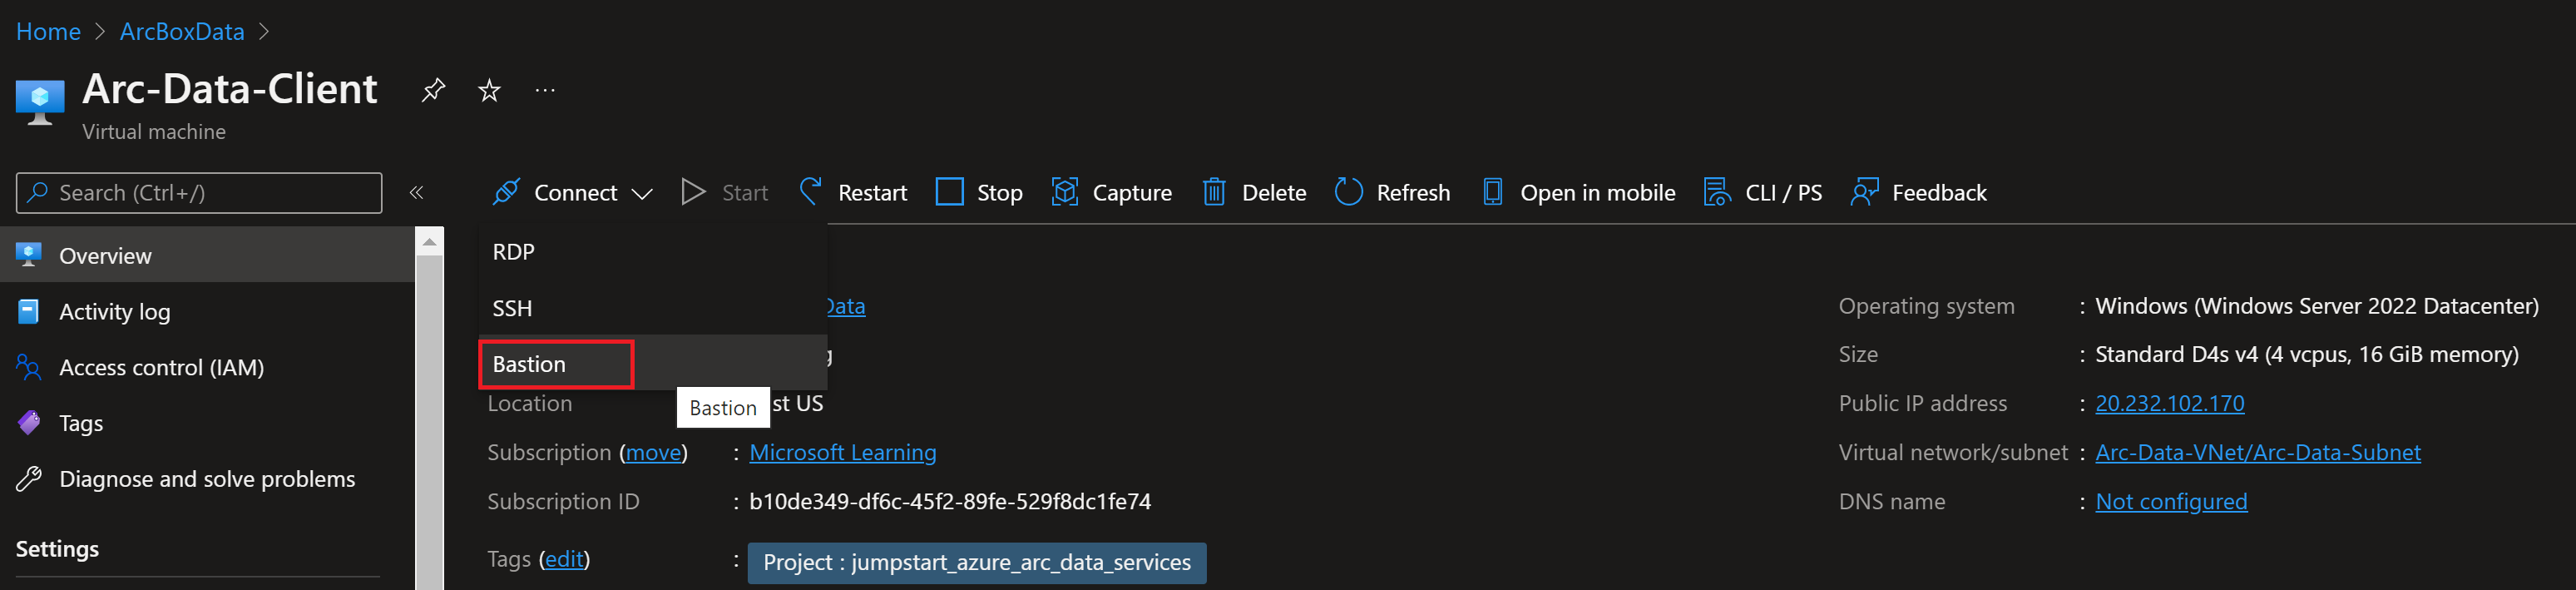 Home > ArcBoxData >
Arc-Data-Client
Virtual machine
Search (Ctrl+/)
Connect Start Restart Stop Capture Delete Refresh Open in mobile CLI / PS Feedback
Overview
Activity log
Access control (IAM)
Tags
Diagnose and solve problems
Settings
RDP
SSH
Bastion
Bastion
Data
Location st US
Subscription (move) : Microsoft Learning
Subscription ID : b10de349-df6c-45f2-89fe-529f8dc1fe74
Tags (edit) : Project : jumpstart_azure_arc_data_services
Operating system : Windows (Windows Server 2022 Datacenter)
Size : Standard D4s v4 (4 vcpus, 16 GiB memory)
Public IP address : 20.232.102.170
Virtual network/subnet : Arc-Data-VNet/Arc-Data-Subnet
DNS name : Not configured